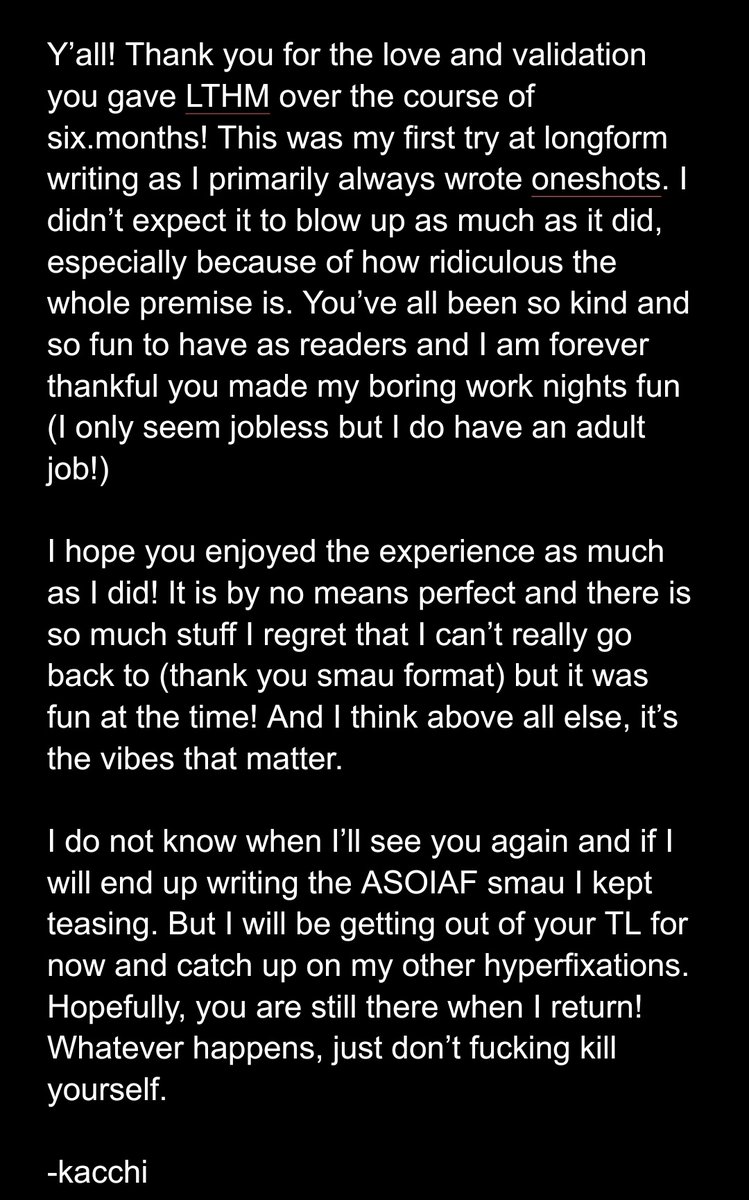 Y’all! Thank you for the love and validation
you gave LTHM over the course of
six.months! This was my first try at longform
writing as I primarily always wrote oneshots. I
didn’t expect it to blow up as much as it did,
especially because of how ridiculous the
whole premise is. You’ve all been so kind and
so fun to have as readers and I am forever
thankful you made my boring work nights fun
(I only seem jobless but I do have an adult
job!)
I hope you enjoyed the experience as much
as I did! It is by no means perfect and there is
so much stuff I regret that I can’t really go
back to (thank you smau format) but it was
fun at the time! And I think above all else, it’s
the vibes that matter.
I do not know when I’ll see you again and if I
will end up writing the ASOIAF smau I kept
teasing. But I will be getting out of your TL for
now and catch up on my other hyperfixations.
Hopefully, you are still there when I return!
Whatever happens, just don’t fucking kill
yourself.
-kacchi